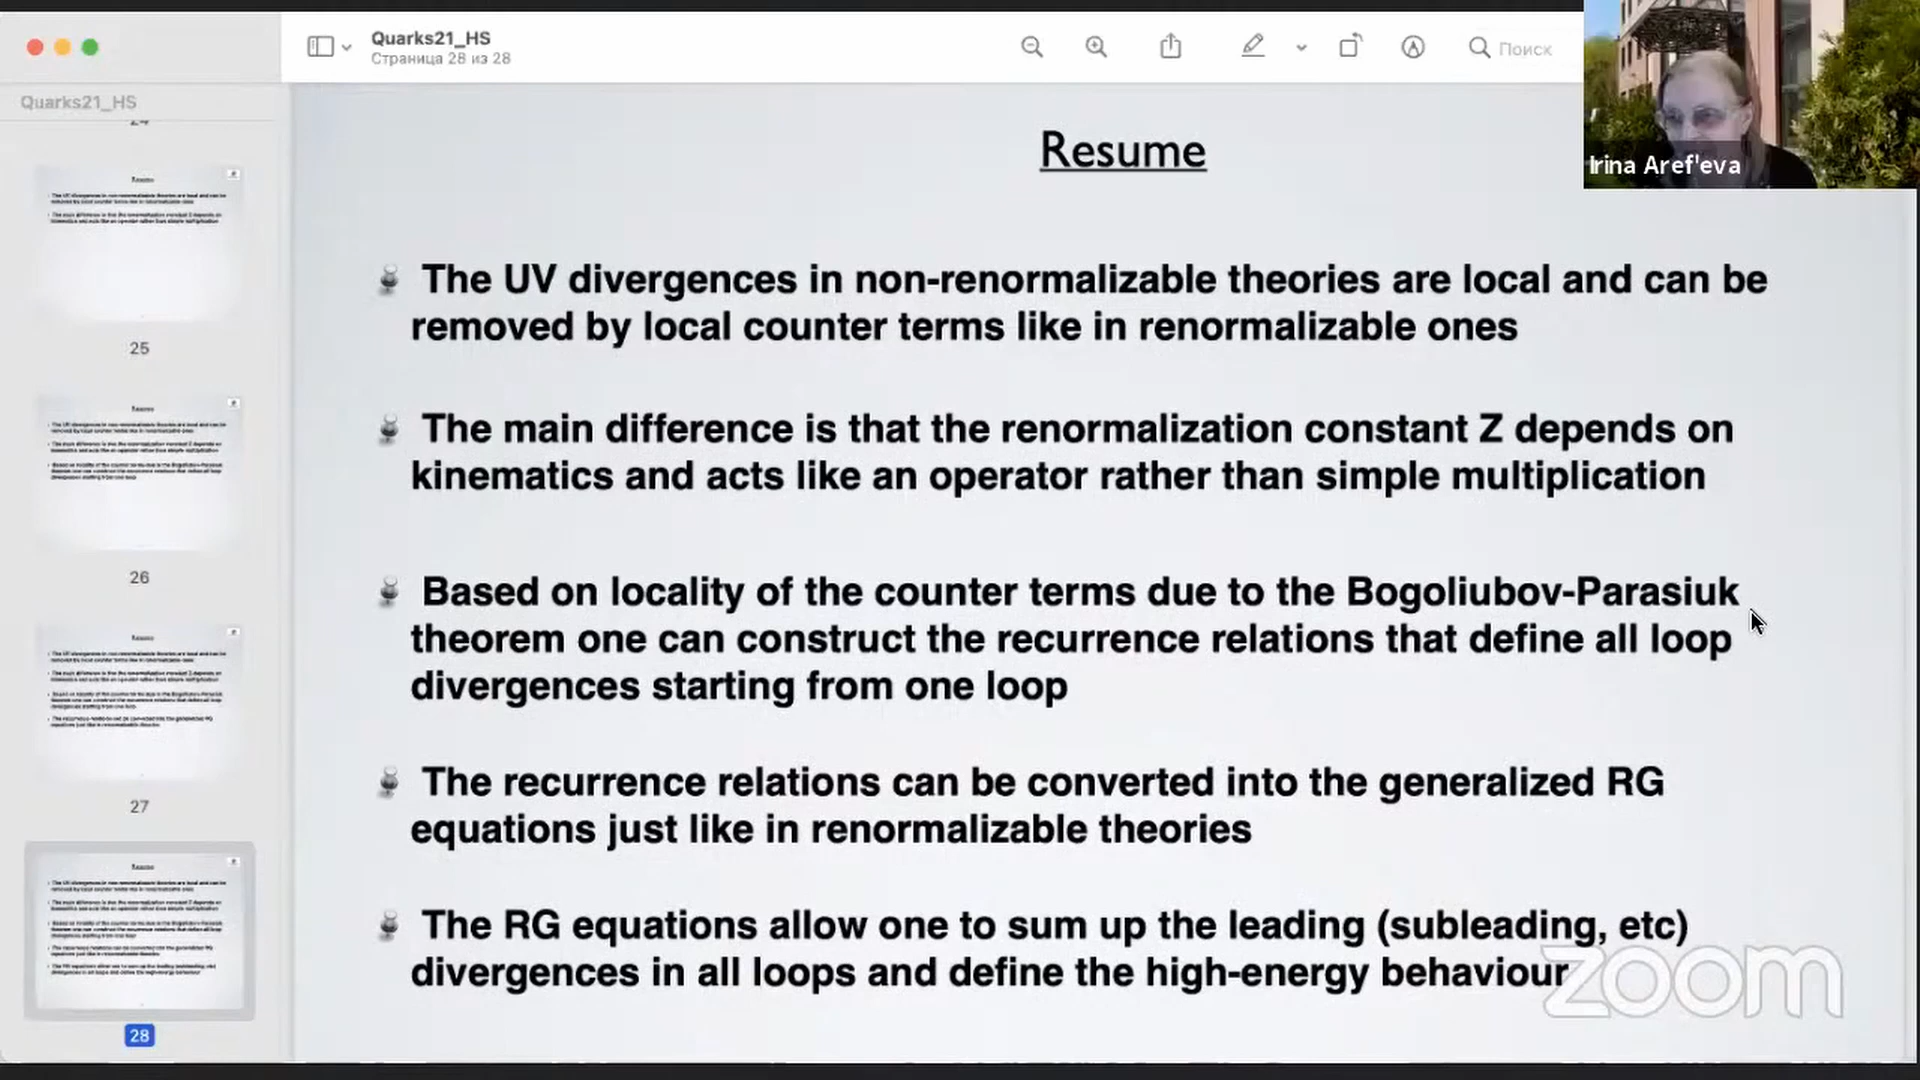 Quarks21_HS
Страница 28 из 28
Поиск
Quarks21_HS
24
25
26
27
28
Irina Aref'eva
Resume
The UV divergences in non-renormalizable theories are local and can be
removed by local counter terms like in renormalizable ones
The main difference is that the renormalization constant Z depends on
kinematics and acts like an operator rather than simple multiplication
Based on locality of the counter terms due to the Bogoliubov-Parasiuk
theorem one can construct the recurrence relations that define all loop
divergences starting from one loop
The recurrence relations can be converted into the generalized RG
equations just like in renormalizable theories
The RG equations allow one to sum up the leading (subleading, etc)
divergences in all loops and define the high-energy behaviour
zoom